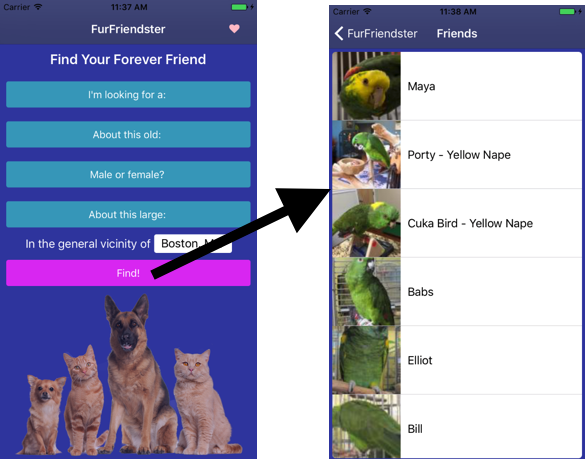 Carrier 11:37 AM
FurFriendster
Find Your Forever Friend
I'm looking for a:
About this old:
Male or female?
About this large:
In the general vicinity of Boston,
Find!
Carrier 11:38 AM
FurFriendster Friends
Maya
Porty - Yellow Nape
Cuka Bird - Yellow Nape
Babs
Elliot
Bill